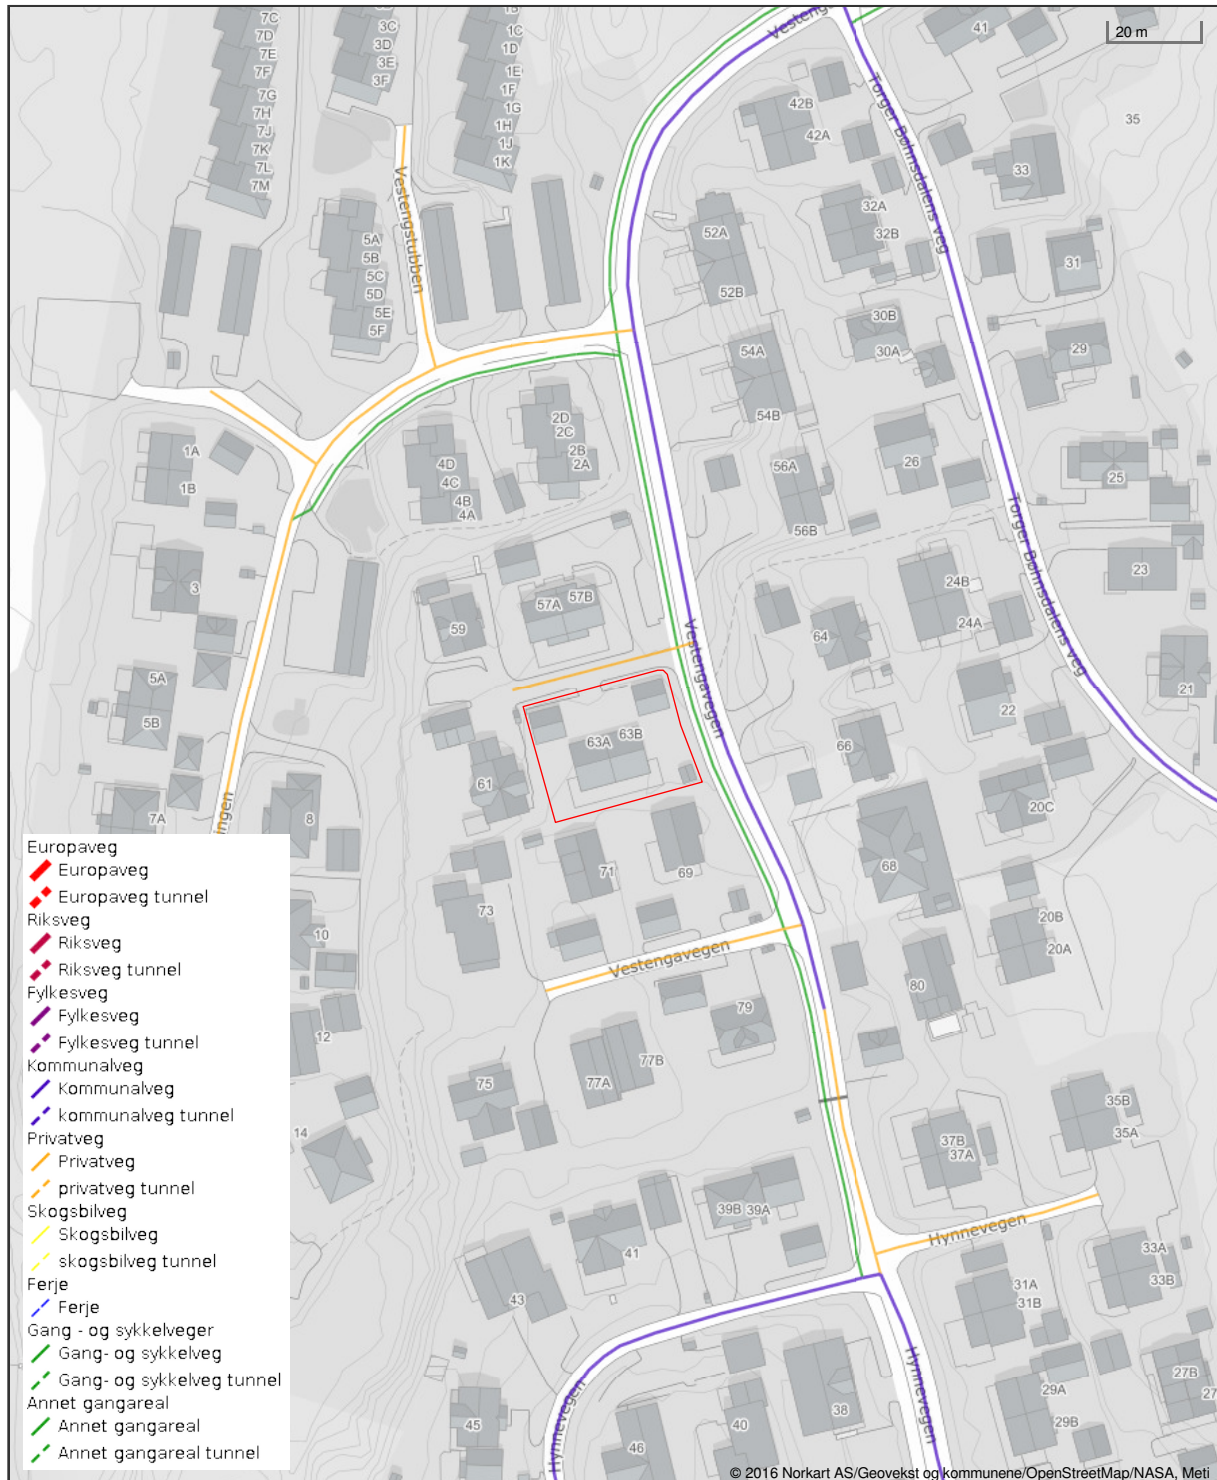 7C
7D
7E
7F
7G
7H
7J
7K
7L
7M
3C
3D
3E
3F
1C
1D
1E
1F
1G
1H
1J
1K
Vestenga
41
20 m
42B
42A
35
33
Torger Bøhnsdalens veg
Vestengstubben
5A
5B
5C
5D
5E
5F
52A
52B
32A
32B
31
30B
30A
29
54A
54B
1A
1B
4D
4C
4B
4A
2D
2C
2B
2A
56A
56B
26
25
Torger Bøhnsdalens veg
3
59
57A
57B
64
24B
24A
23
Vestengavegen
5A
5B
22
21
63A
63B
61
66
20C
7A
8
ngen
71
69
68
73
10
20B
20A
Vestengavegen
80
12
79
77B
77A
75
14
35B
35A
37B
37A
39B
39A
41
Hynnevegen
33A
33B
43
31A
31B
Hynnevegen
Hynnevegen
45
46
40
38
29A
29B
27B
27
Europaveg
Europaveg
Europaveg tunnel
Riksveg
Riksveg
Riksveg tunnel
Fylkesveg
Fylkesveg
Fylkesveg tunnel
Kommunalveg
Kommunalveg
kommunalveg tunnel
Privatveg
Privatveg
privatveg tunnel
Skogsbilveg
Skogsbilveg
skogsbilveg tunnel
Ferje
Ferje
Gang - og sykkelveger
Gang- og sykkelveg
Gang- og sykkelveg tunnel
Annet gangareal
Annet gangareal
Annet gangareal tunnel
© 2016 Norkart AS/Geovekst og kommunene/OpenStreetMap/NASA, Meti